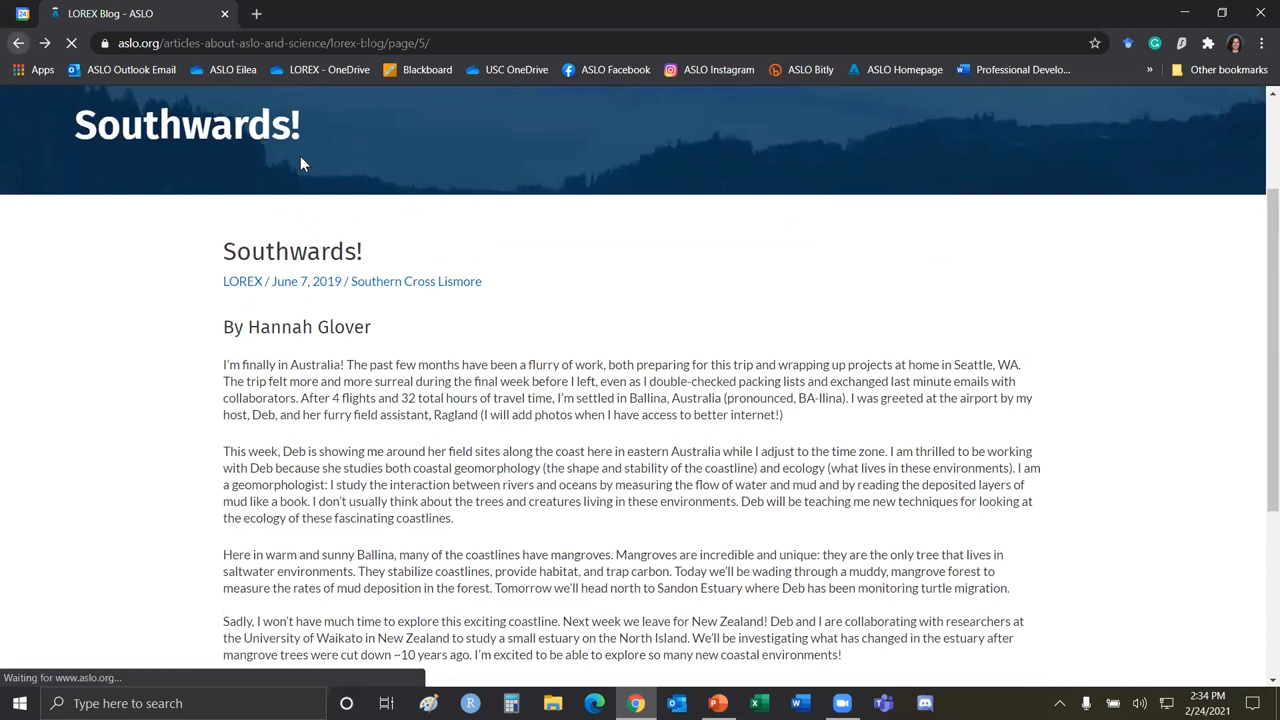 LOREX Blog - ASLO
aslo.org/articles-about-aslo-and-science/lorex-blog/page/5/
Apps ASLO Outlook Email ASLO Eilea LOREX - OneDrive Blackboard USC OneDrive ASLO Facebook ASLO Instagram ASLO Bitly ASLO Homepage Professional Develo... » Other bookmarks
Southwards!
Southwards!
LOREX / June 7, 2019 / Southern Cross Lismore
By Hannah Glover
I'm finally in Australia! The past few months have been a flurry of work, both preparing for this trip and wrapping up projects at home in Seattle, WA.
The trip felt more and more surreal during the final week before I left, even as I double-checked packing lists and exchanged last minute emails with
collaborators. After 4 flights and 32 total hours of travel time, I'm settled in Ballina, Australia (pronounced, BA-llina). I was greeted at the airport by my
host, Deb, and her furry field assistant, Ragland (I will add photos when I have access to better internet!)
This week, Deb is showing me around her field sites along the coast here in eastern Australia while I adjust to the time zone. I am thrilled to be working
with Deb because she studies both coastal geomorphology (the shape and stability of the coastline) and ecology (what lives in these environments). I am
a geomorphologist: I study the interaction between rivers and oceans by measuring the flow of water and mud and by reading the deposited layers of
mud like a book. I don't usually think about the trees and creatures living in these environments. Deb will be teaching me new techniques for looking at
the ecology of these fascinating coastlines.
Here in warm and sunny Ballina, many of the coastlines have mangroves. Mangroves are incredible and unique: they are the only tree that lives in
saltwater environments. They stabilize coastlines, provide habitat, and trap carbon. Today we'll be wading through a muddy, mangrove forest to
measure the rates of mud deposition in the forest. Tomorrow we'll head north to Sandon Estuary where Deb has been monitoring turtle migration.
Sadly, I won't have much time to explore this exciting coastline. Next week we leave for New Zealand! Deb and I are collaborating with researchers at
the University of Waikato in New Zealand to study a small estuary on the North Island. We'll be investigating what has changed in the estuary after
mangrove trees were cut down ~10 years ago. I'm excited to be able to explore so many new coastal environments!
Waiting for www.aslo.org...
Type here to search
2:34 PM
2/24/2021